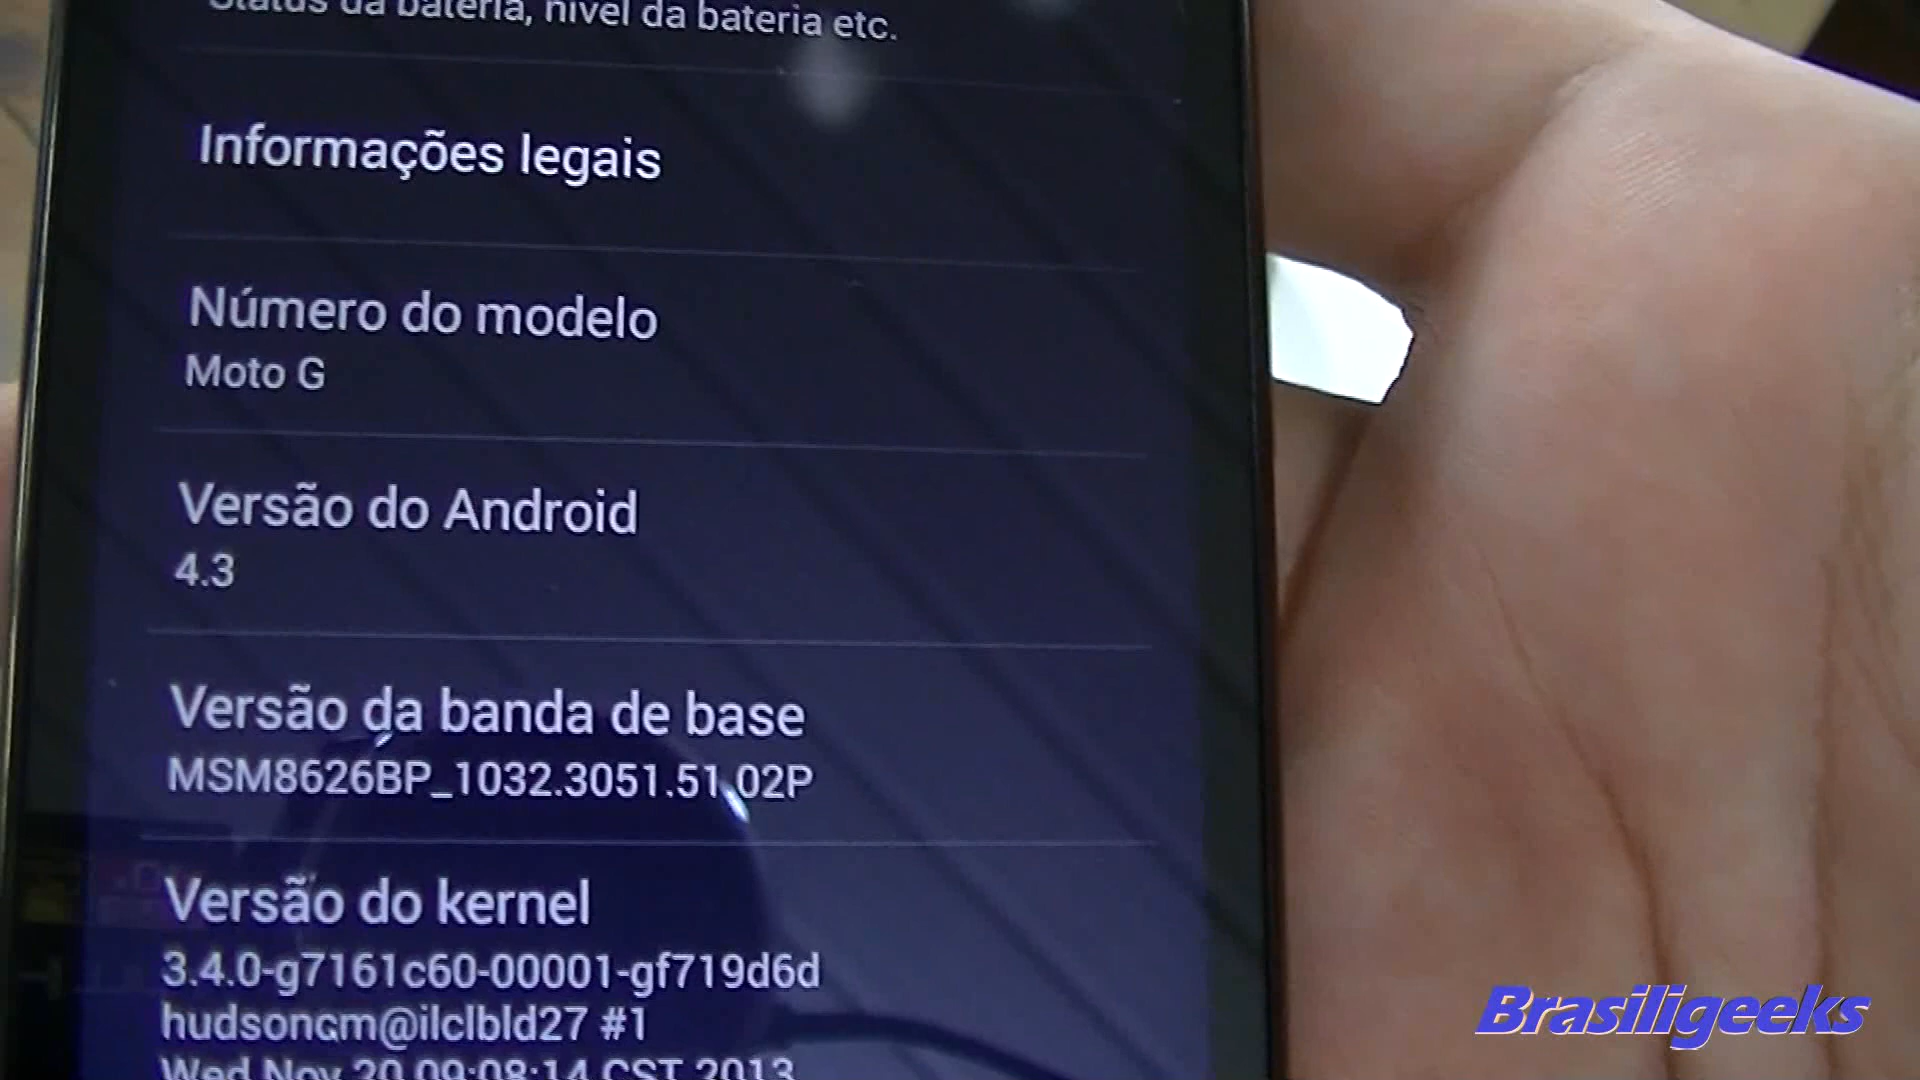 Status da bateria, nível da bateria etc.
Informações legais
Número do modelo
Moto G
Versão do Android
4.3
Versão da banda de base
MSM8626BP_1032.3051.51.02P
Versão do kernel
3.4.0-g7161c60-00001-gf719d6d
hudsoncm@ilclbld27 #1
Wed Nov 20 09:08:14 CST 2013
Brasiligeeks